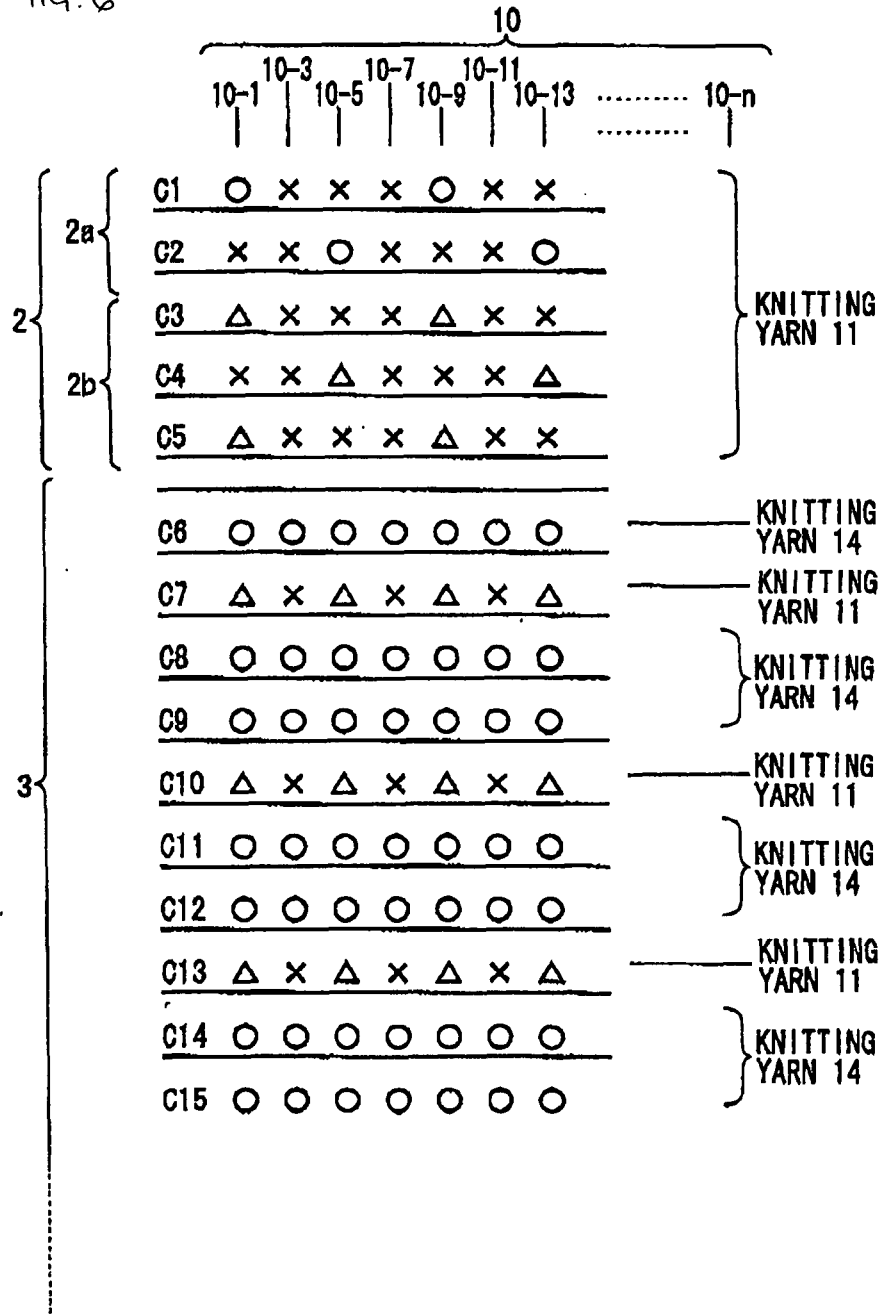 FIG. 6
10
10-3 10-7 10-11
10-1 10-5 10-9 10-13 10-n
2
2a
C1 ○ × × × ○ × ×
C2 × × ○ × × × ○
2b
C3 △ × × × △ × ×
C4 × × △ × × × △
C5 △ × × × △ × ×
KNITTING
YARN 11
3
C6 ○ ○ ○ ○ ○ ○ ○
KNITTING
YARN 14
C7 △ × △ × △ × △
KNITTING
YARN 11
C8 ○ ○ ○ ○ ○ ○ ○
C9 ○ ○ ○ ○ ○ ○ ○
KNITTING
YARN 14
C10 △ × △ × △ × △
KNITTING
YARN 11
C11 ○ ○ ○ ○ ○ ○ ○
C12 ○ ○ ○ ○ ○ ○ ○
KNITTING
YARN 14
C13 △ × △ × △ × △
KNITTING
YARN 11
C14 ○ ○ ○ ○ ○ ○ ○
C15 ○ ○ ○ ○ ○ ○ ○
KNITTING
YARN 14